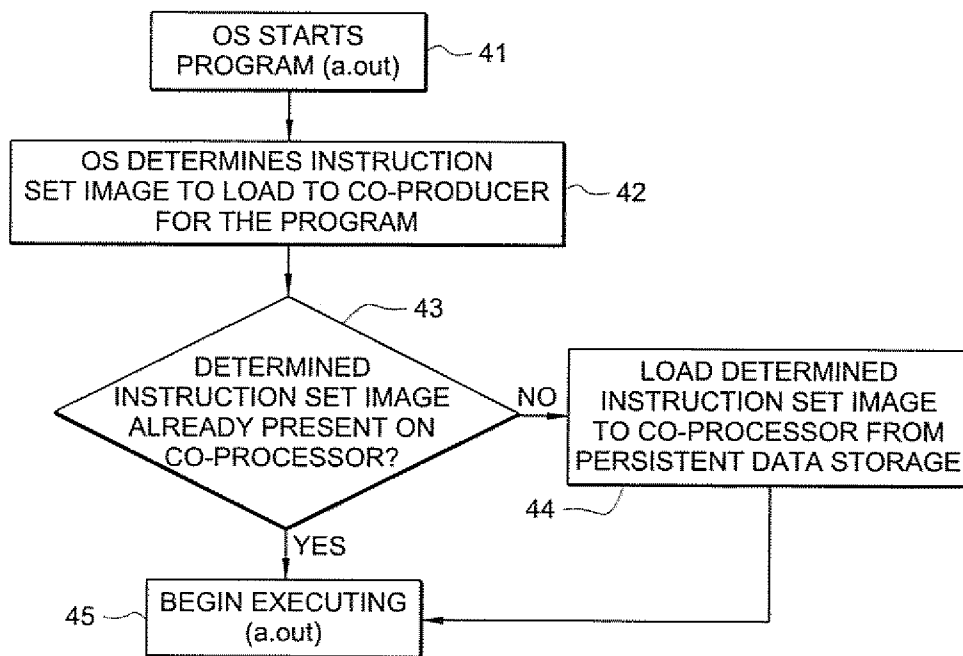 OS STARTS
PROGRAM (a.out)
41
OS DETERMINES INSTRUCTION
SET IMAGE TO LOAD TO CO-PRODUCER
FOR THE PROGRAM
42
43
DETERMINED
INSTRUCTION SET IMAGE
ALREADY PRESENT ON
CO-PROCESSOR?
NO
LOAD DETERMINED
INSTRUCTION SET IMAGE
TO CO-PROCESSOR FROM
PERSISTENT DATA STORAGE
44
YES
45
BEGIN EXECUTING
(a.out)